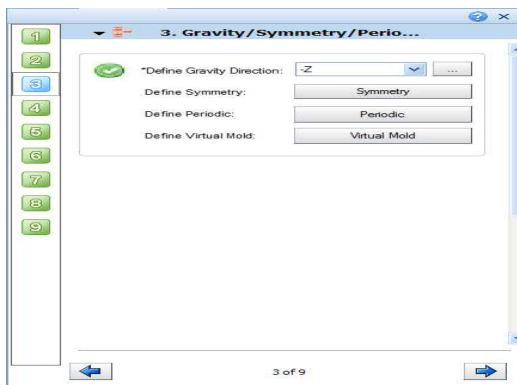 3. Gravity/Symmetry/Perio...
1
2
3
4
5
6
7
8
9
*Define Gravity Direction: -Z ...
Define Symmetry: Symmetry
Define Periodic: Periodic
Define Virtual Mold: Virtual Mold
3 of 9